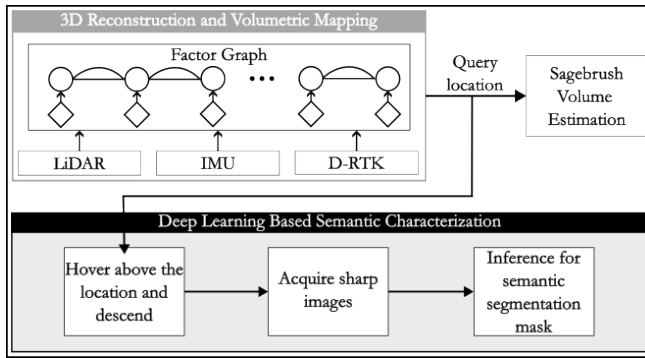 3D Reconstruction and Volumetric Mapping
Factor Graph
LiDAR
IMU
D-RTK
Query
location
Sagebrush
Volume
Estimation
Deep Learning Based Semantic Characterization
Hover above the
location and
descend
Acquire sharp
images
Inference for
semantic
segmentation
mask